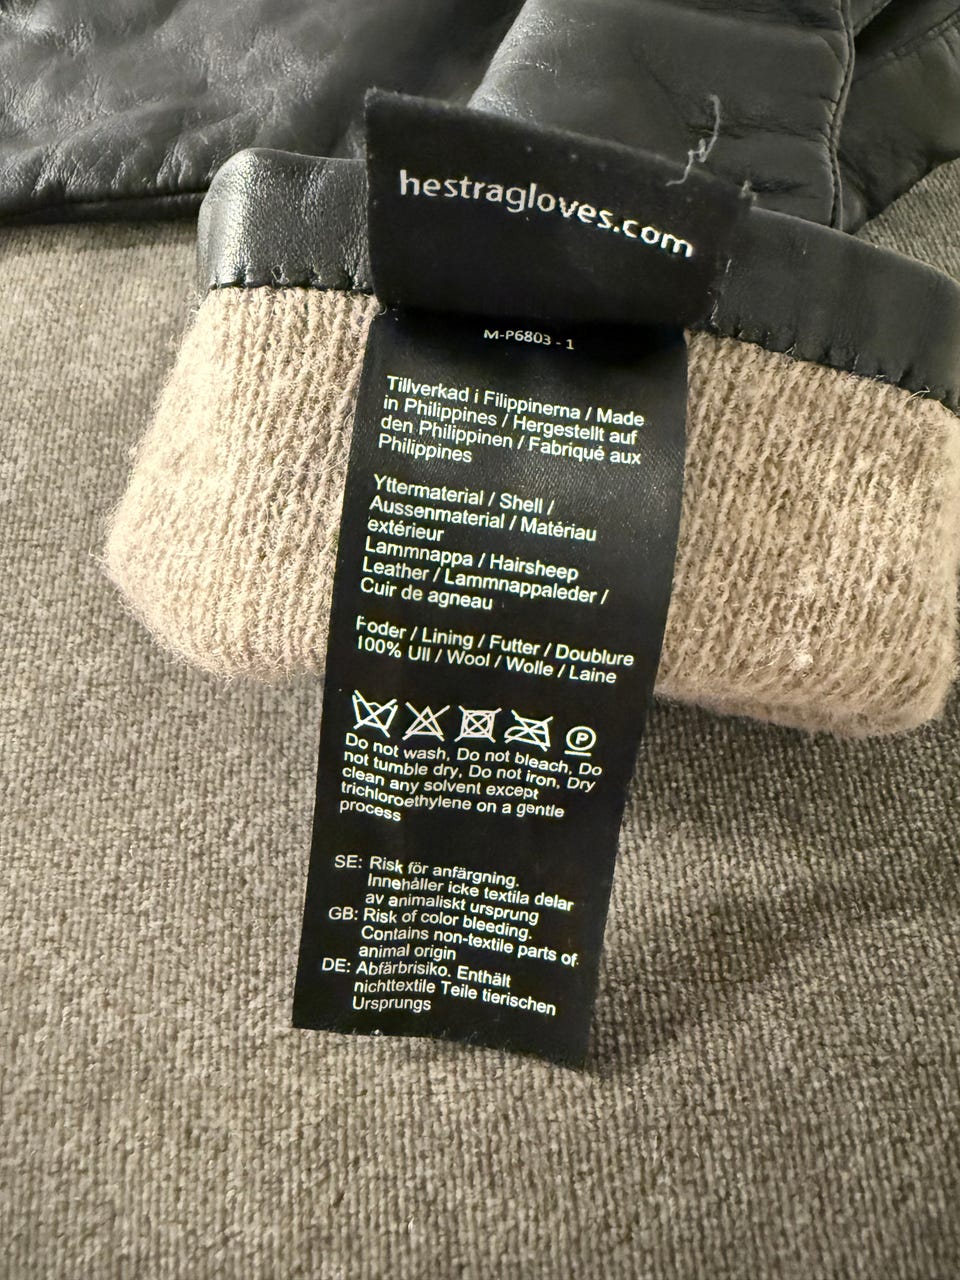 hestragloves.com
M-P6803 - 1
Tillverkad i Filippinerna / Made
in Philippines / Hergestellt auf
den Philippinen / Fabriqué aux
Philippines
Yttermaterial / Shell /
Aussenmaterial / Matériau
extérieur
Lammnappa / Hairsheep
Leather / Lammnappaleder /
Cuir de agneau
Foder / Lining / Futter / Doublure
100% Ull / Wool / Wolle / Laine
P
Do not wash, Do not bleach, Do
not tumble dry, Do not iron, Dry
clean any solvent except
trichloroethylene on a gentle
process
SE: Risk för anfärgning.
Innehåller icke textila delar
av animaliskt ursprung
GB: Risk of color bleeding.
Contains non-textile parts of
animal origin
DE: Abfärbrisiko. Enthält
nichttextile Teile tierischen
Ursprungs